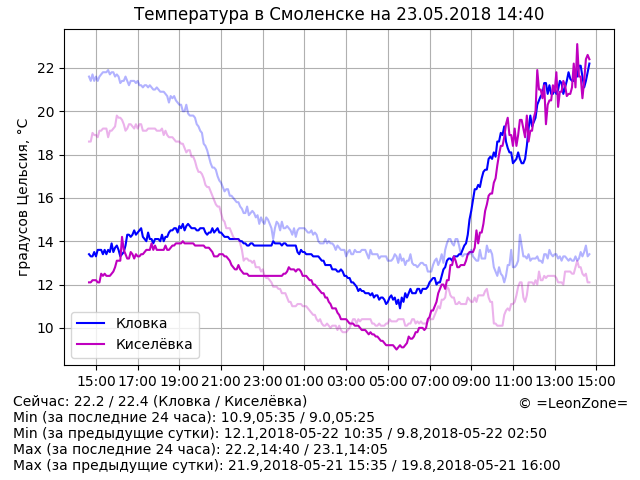 Температура в Смоленске на 23.05.2018 14:40
градусов Цельсия, °C
22
20
18
16
14
12
10
Кловка
Киселёвка
15:00 17:00 19:00 21:00 23:00 01:00 03:00 05:00 07:00 09:00 11:00 13:00 15:00
Сейчас: 22.2 / 22.4 (Кловка / Киселёвка)
© =LeonZone=
Min (за последние 24 часа): 10.9,05:35 / 9.0,05:25
Min (за предыдущие сутки): 12.1,2018-05-22 10:35 / 9.8,2018-05-22 02:50
Max (за последние 24 часа): 22.2,14:40 / 23.1,14:05
Max (за предыдущие сутки): 21.9,2018-05-21 15:35 / 19.8,2018-05-21 16:00